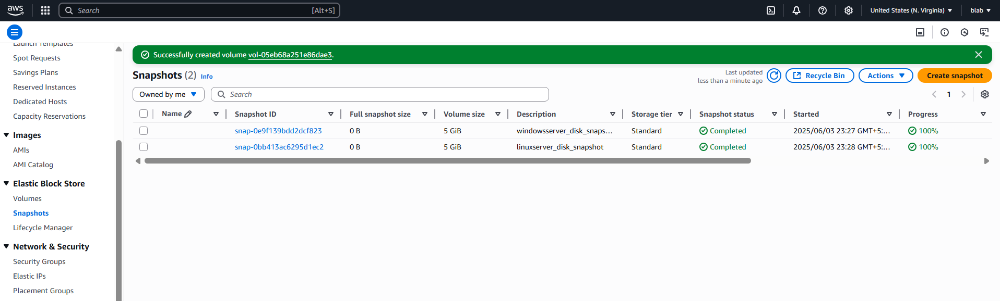 aws
Search [Alt+S]
United States (N. Virginia) blab
Launch Templates
Spot Requests
Savings Plans
Reserved Instances
Dedicated Hosts
Capacity Reservations
Images
AMIs
AMI Catalog
Elastic Block Store
Volumes
Snapshots
Lifecycle Manager
Network & Security
Security Groups
Elastic IPs
Placement Groups
Successfully created volume vol-05eb68a251e86dae3.
Snapshots (2) Info
Last updated
less than a minute ago
Recycle Bin
Actions
Create snapshot
Owned by me
Search
1
Name Snapshot ID Full snapshot size Volume size Description Storage tier Snapshot status Started Progress
snap-0e9f139bdd2dcf823 0 B 5 GiB windowsserver_disk_snaps… Standard Completed 2025/06/03 23:27 GMT+5:… 100%
snap-0bb413ac6295d1ec2 0 B 5 GiB linuxserver_disk_snapshot Standard Completed 2025/06/03 23:28 GMT+5:… 100%